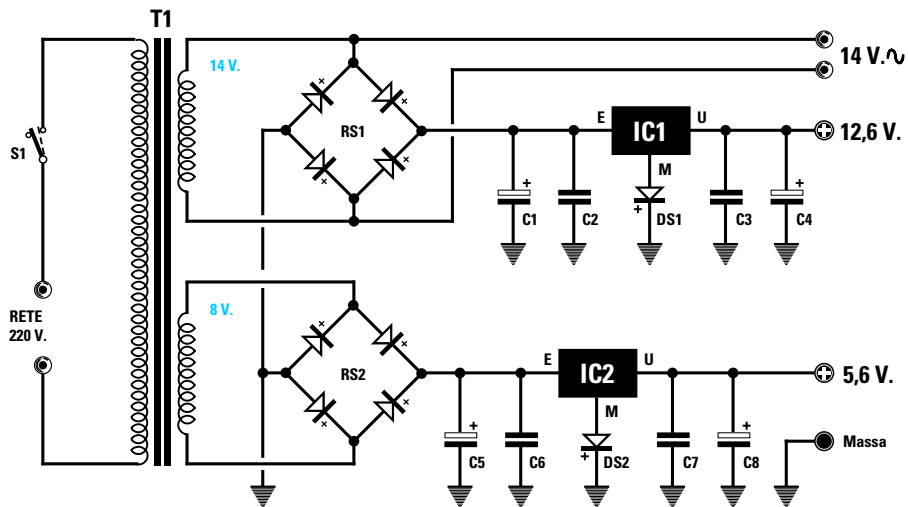 T1
14 V.
RS1
S1
RETE
220 V.
8 V.
RS2
E
IC1
U
M
+
C1
C2
+
DS1
C3
+
C4
14 V.
12,6 V.
E
IC2
U
M
+
C5
C6
+
DS2
C7
+
C8
5,6 V.
Massa